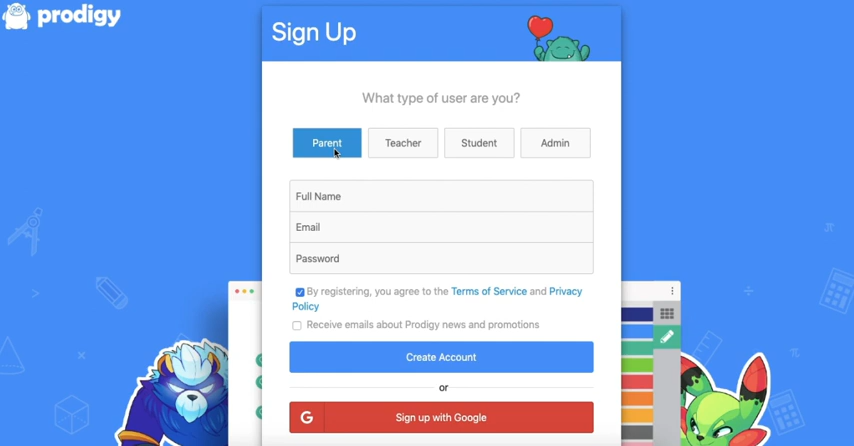 prodigy
Sign Up
What type of user are you?
Parent
Teacher
Student
Admin
Full Name
Email
Password
By registering, you agree to the Terms of Service and Privacy
Policy
Receive emails about Prodigy news and promotions
Create Account
or
G
Sign up with Google